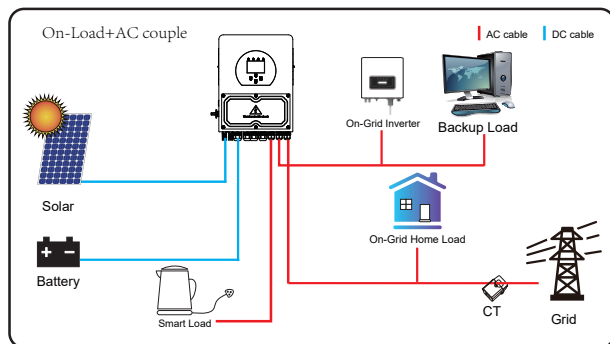 On-Load+AC couple
AC cable
DC cable
On-Grid Inverter
Backup Load
Solar
On-Grid Home Load
Battery
Smart Load
CT
Grid